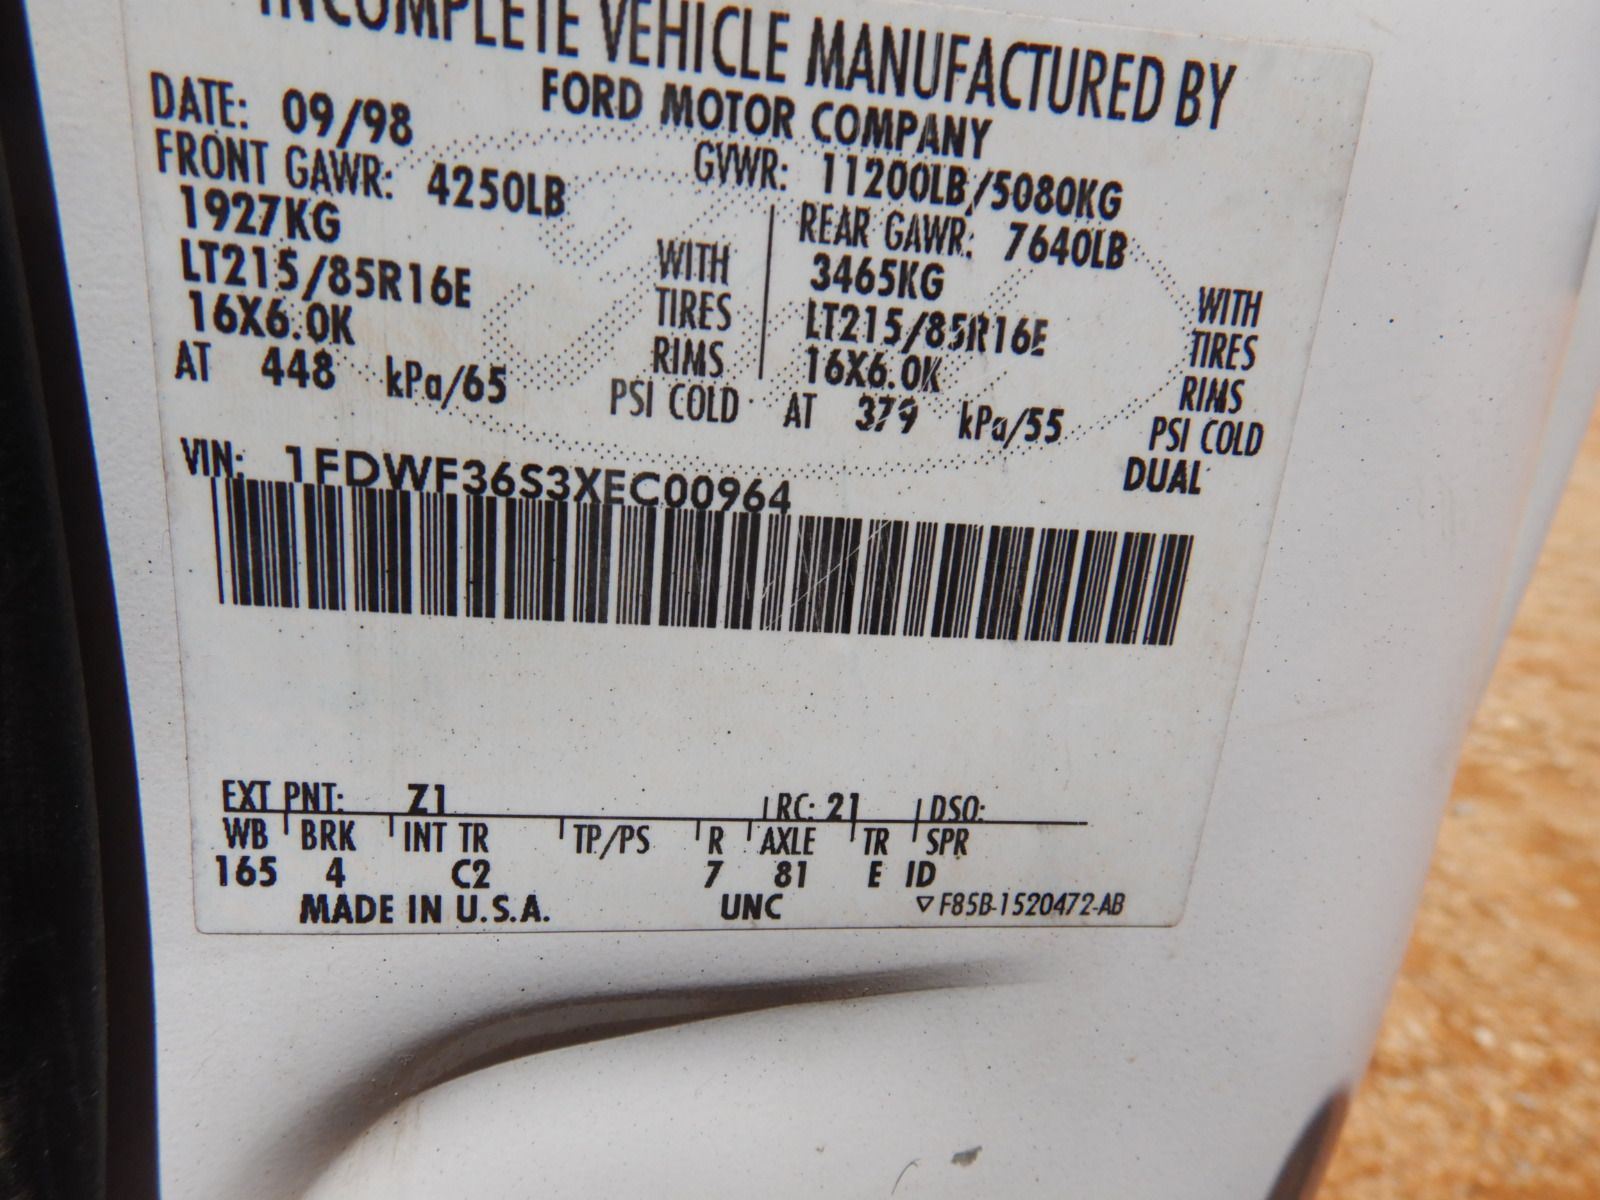 INCOMPLETE VEHICLE MANUFACTURED BY
FORD MOTOR COMPANY
DATE: 09/98 GVWR: 11200LB/5080KG
FRONT GAWR: 4250LB REAR GAWR: 7640LB
1927KG WITH 3465KG WITH
LT215/85R16E TIRES LT215/85R16E TIRES
16X6.0K RIMS 16X6.0K RIMS
AT 448 kPa/65 PSI COLD AT 379 kPa/55 PSI COLD
DUAL
VIN: 1FDWF36S3XEC00964
EXT PNT: Z1 RC: 21 DSO:
WB BRK INT TR TP/PS R AXLE TR SPR
165 4 C2 7 81 E ID
MADE IN U.S.A. UNC ▽ F85B-1520472-AB